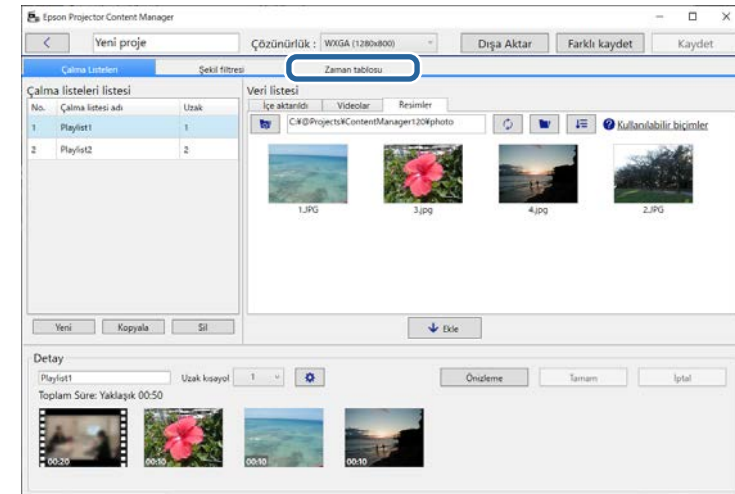 Epson Projector Content Manager
Yeni proje
Çözünürlük : WXGA (1280x800)
Dışa Aktar
Farklı kaydet
Kaydet
Çalma Listeleri
Şekil filtresi
Zaman tablosu
Çalma listeleri listesi
No. Çalma listesi adı Uzak
1 Playlist1 1
2 Playlist2 2
Yeni
Kopyala
Sil
Veri listesi
İçe aktarıldı
Videolar
Resimler
C:¥@Projects¥ContentManager120¥photo
Kullanılabilir biçimler
1.JPG
3.jpg
4.jpg
2.JPG
Ekle
Detay
Playlist1
Uzak kısayol
1
Önizleme
Tamam
İptal
Toplam Süre: Yaklaşık 00:50
00:20
00:10
00:10
00:10